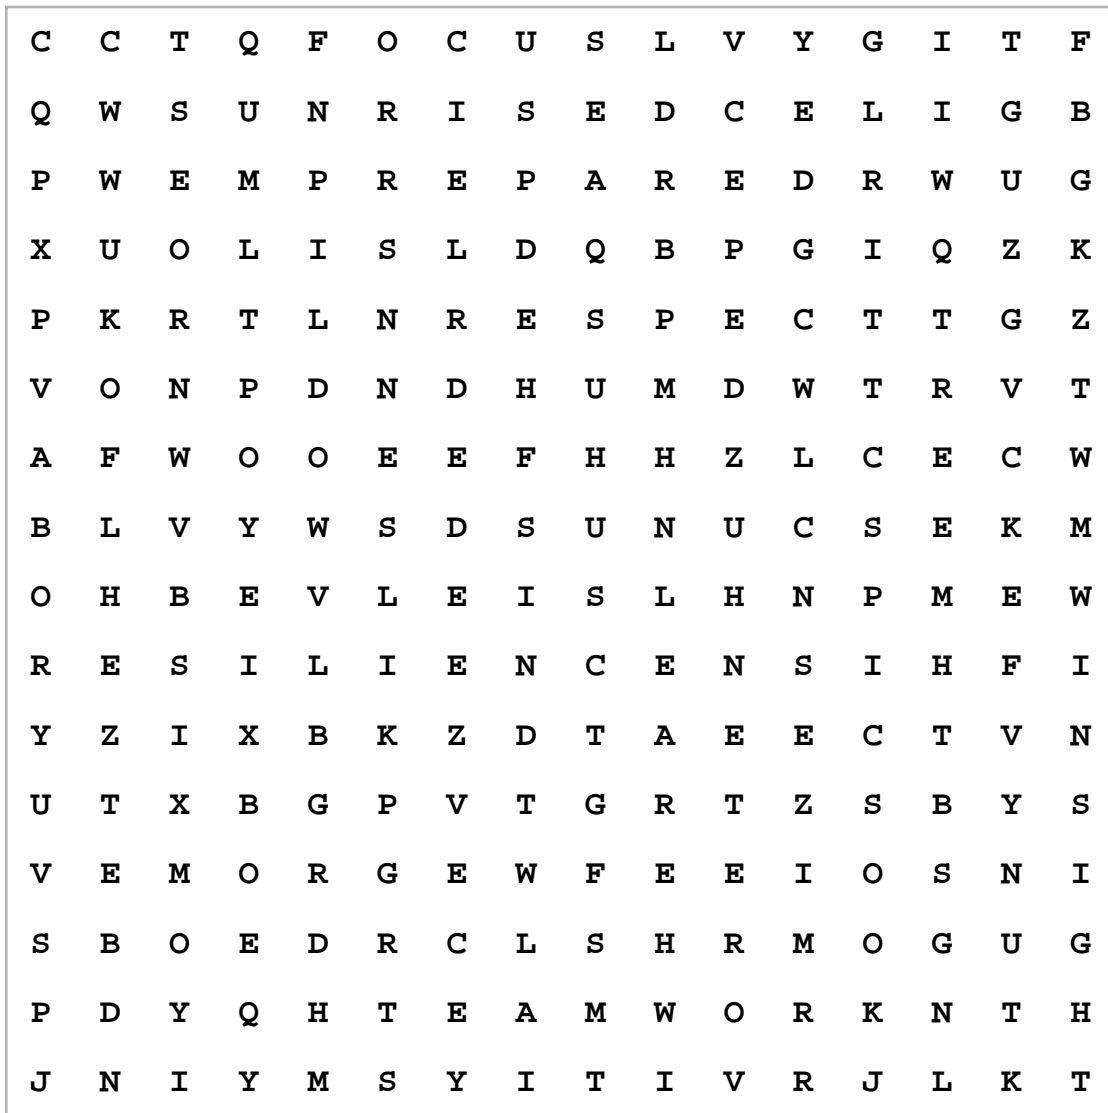 C C T Q F O C U S L V Y G I T F
Q W S U N R I S E D C E L I G B
P W E M P R E P A R E D R W U G
X U O L I S L D Q B P G I Q Z K
P K R T L N R E S P E C T T G Z
V O N P D N D H U M D W T R V T
A F W O O E E F H H Z L C E C W
B L V Y W S D S U N U C S E K M
O H B E V L E I S L H N P M E W
R E S I L I E N C E N S I H F I
Y Z I X B K Z D T A E E C T V N
U T X B G P V T G R T Z S B Y S
V E M O R G E W F E E I O S N I
S B O E D R C L S H R M O G U G
P D Y Q H T E A M W O R K N T H
J N I Y M S Y I T I V R J L K T